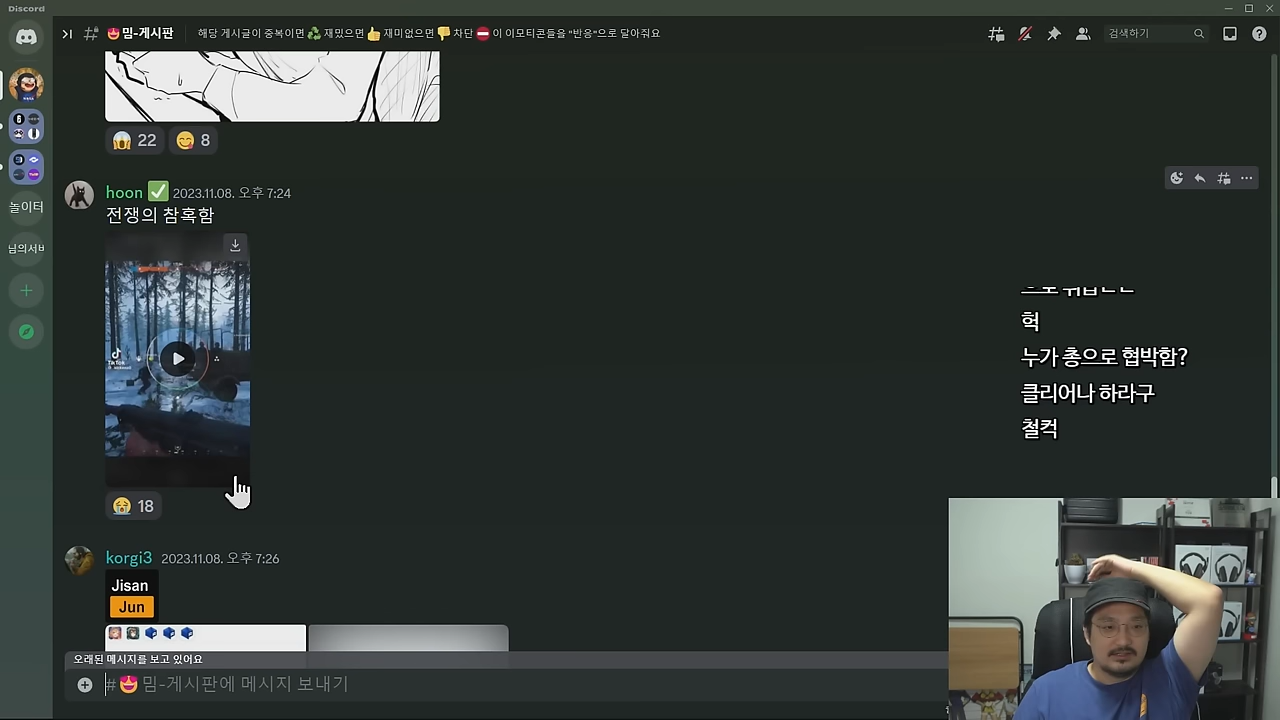 Discord
😍밈-게시판
해당 게시글이 중복이면♻️ 재밌으면👍 재미없으면👎 차단⛔ 이 이모티콘들을 "반응"으로 달아줘요
검색하기
22
8
hoon ✅ 2023.11.08. 오후 7:24
전쟁의 참혹함
TikTok
18
놀이터
님의서버
혁
누가 총으로 협박함?
클리어나 하라구
철컥
korgi3 2023.11.08. 오후 7:26
Jisan
Jun
오래된 메시지를 보고 있어요
#😍밈-게시판에 메시지 보내기